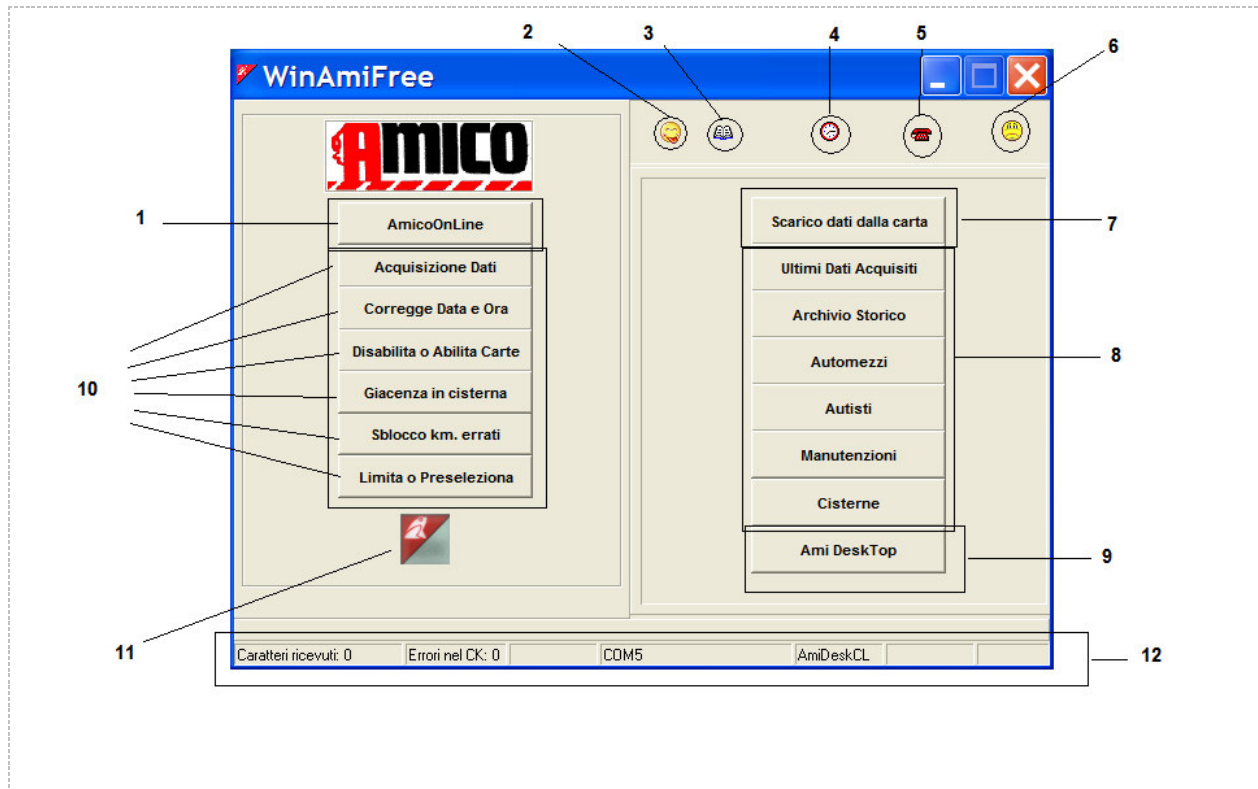 2
3
4
5
6
WinAmiFree
AMICO
1
AmicoOnLine
Acquisizione Dati
Corregge Data e Ora
Disabilita o Abilita Carte
Giacenza in cisterna
Sblocco km. errati
Limita o Preseleziona
10
11
Scarico dati dalla carta
7
Ultimi Dati Acquisiti
Archivio Storico
Automezzi
Autisti
Manutenzioni
Cisterne
8
Ami DeskTop
9
Caratteri ricevuti: 0
Errori nel CK: 0
COM5
AmiDeskCL
12